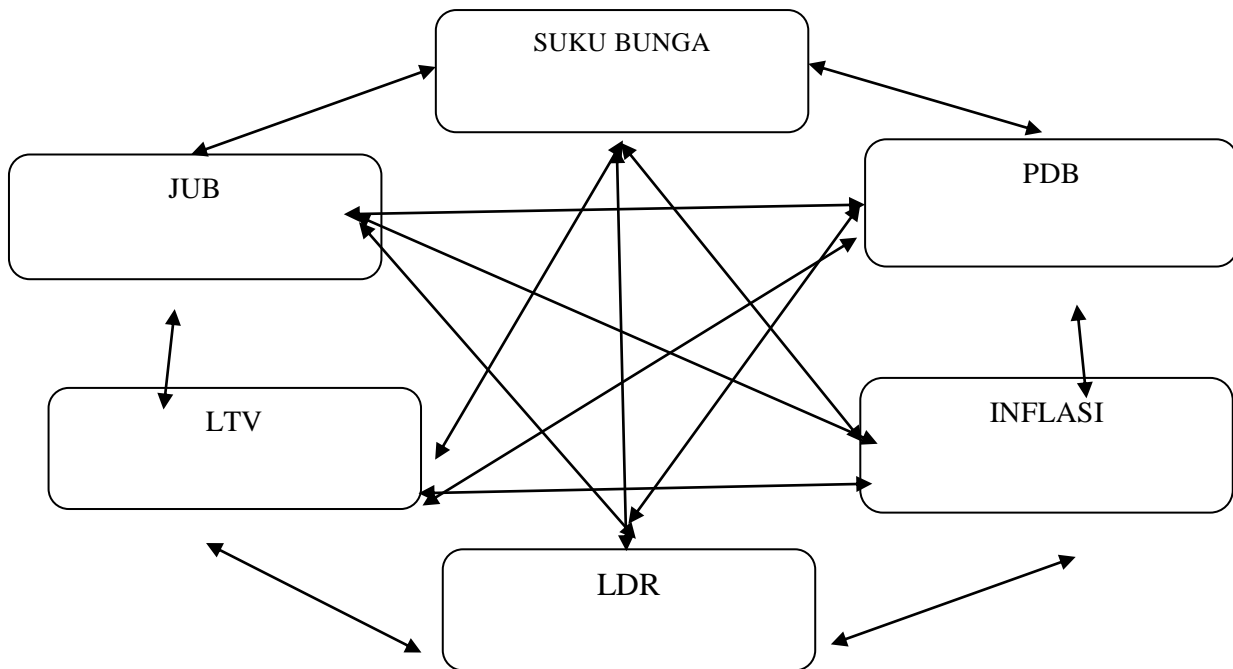 SUKU BUNGA
JUB
PDB
LTV
INFLASI
LDR